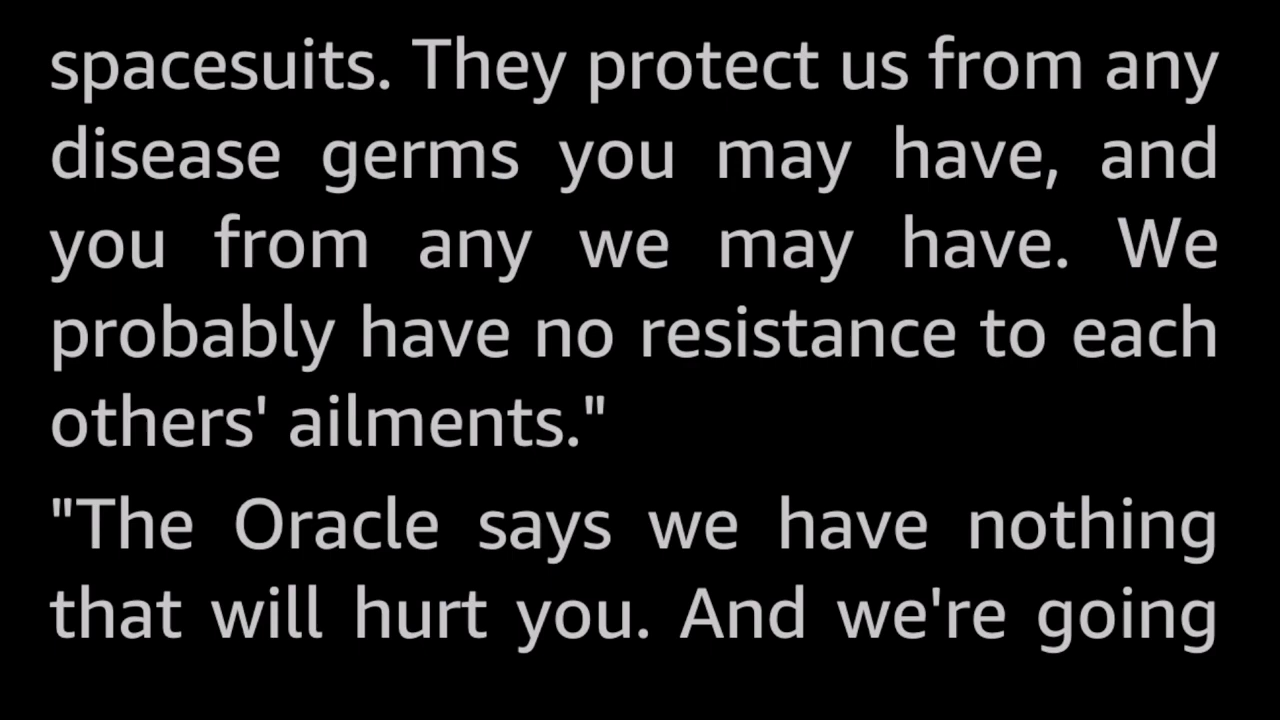 spacesuits. They protect us from any
disease germs you may have, and
you from any we may have. We
probably have no resistance to each
others' ailments."
"The Oracle says we have nothing
that will hurt you. And we're going